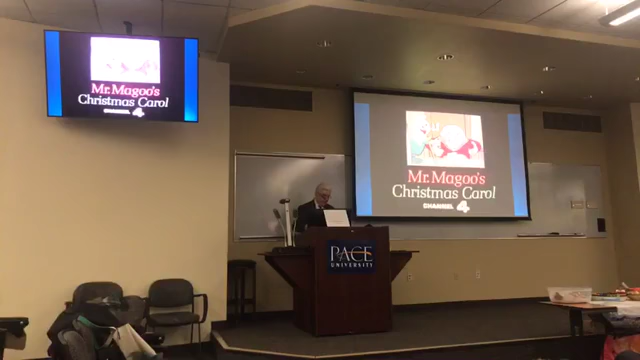 Mr. Magoo's
Christmas Carol
CHANNEL 4
Mr. Magoo's
Christmas Carol
CHANNEL 4
PACE
UNIVERSITY